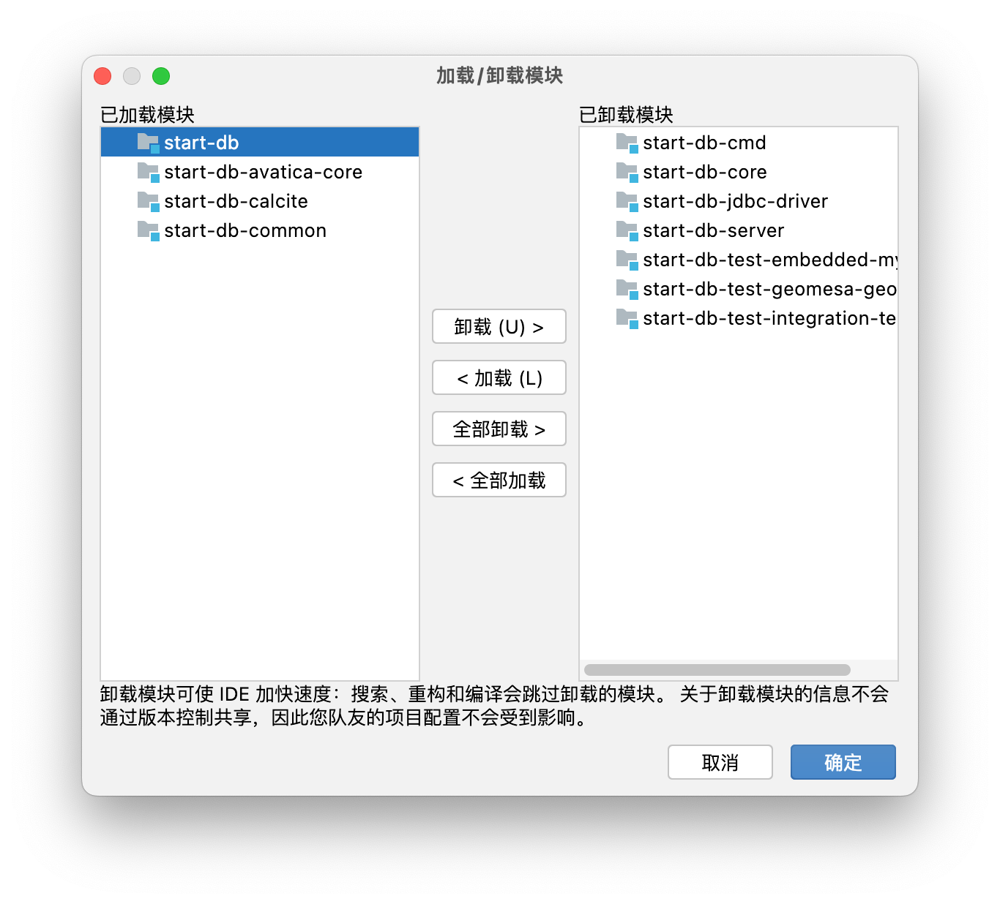 加载/卸载模块
已加载模块
start-db
start-db-avatica-core
start-db-calcite
start-db-common
卸载 (U) >
< 加载 (L)
全部卸载 >
< 全部加载
已卸载模块
start-db-cmd
start-db-core
start-db-jdbc-driver
start-db-server
start-db-test-embedded-my
start-db-test-geomesa-geo
start-db-test-integration-te
卸载模块可使 IDE 加快速度：搜索、重构和编译会跳过卸载的模块。 关于卸载模块的信息不会
通过版本控制共享，因此您队友的项目配置不会受到影响。
取消
确定